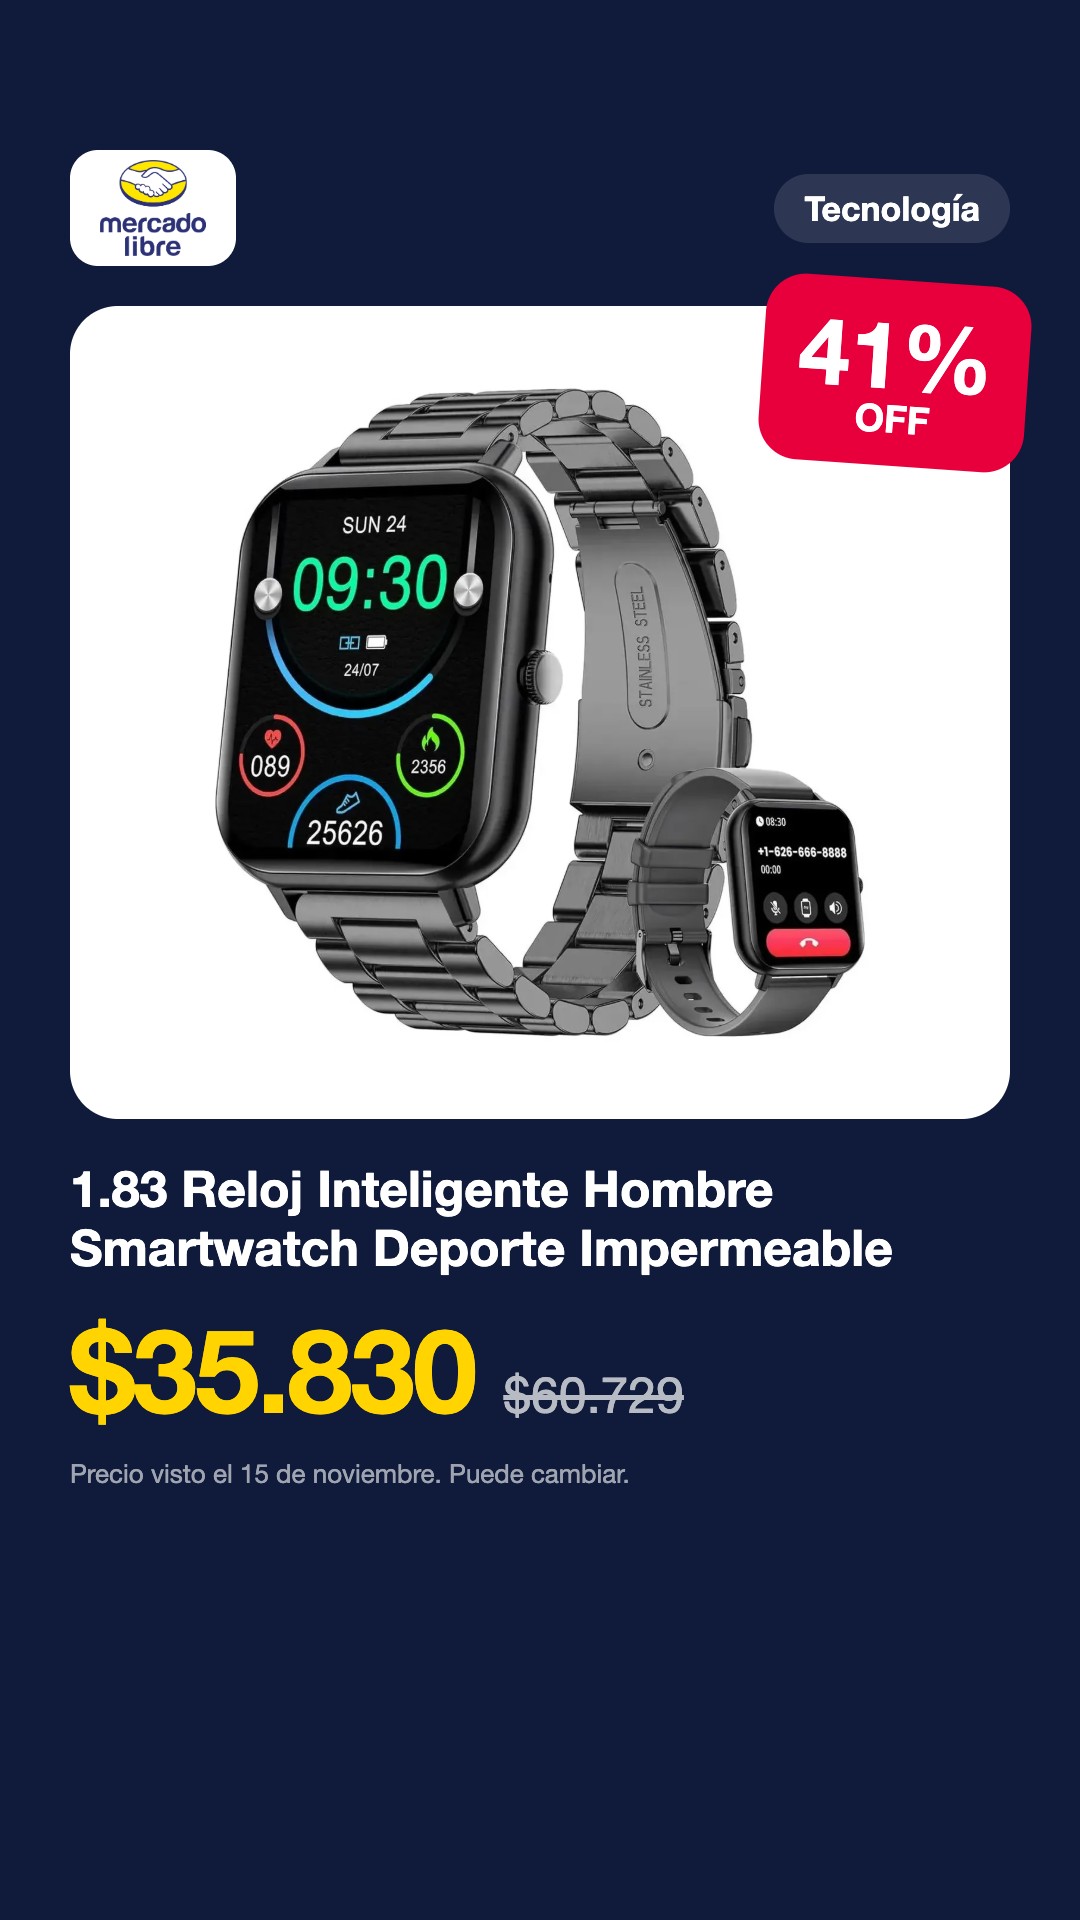 mercado
libre
Tecnología
41%
OFF
SUN 24
09:30
24/07
089
2356
25626
STAINLESS STEEL
08:30
+1-626-666-8888
00:00
1.83 Reloj Inteligente Hombre
Smartwatch Deporte Impermeable
$35.830 $60.729
Precio visto el 15 de noviembre. Puede cambiar.